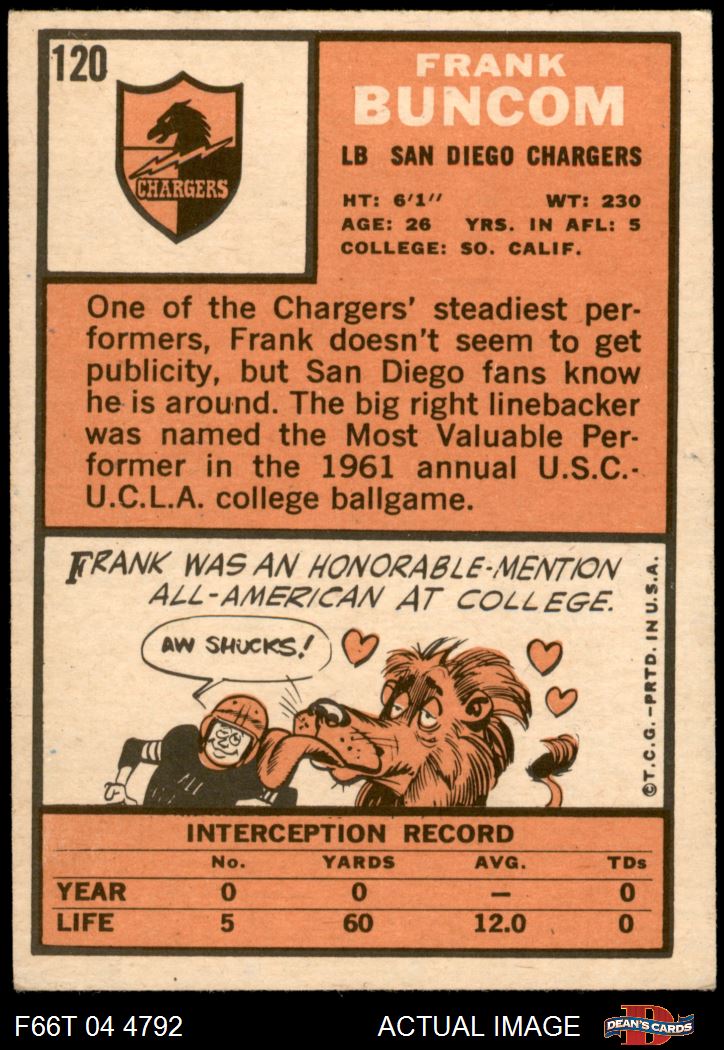 120
CHARGERS
FRANK
BUNCOM
LB SAN DIEGO CHARGERS
HT: 6'1" WT: 230
AGE: 26 YRS. IN AFL: 5
COLLEGE: SO. CALIF.
One of the Chargers' steadiest per-
formers, Frank doesn't seem to get
publicity, but San Diego fans know
he is around. The big right linebacker
was named the Most Valuable Per-
former in the 1961 annual U.S.C.-
U.C.L.A. college ballgame.
FRANK WAS AN HONORABLE-MENTION
ALL-AMERICAN AT COLLEGE.
AW SHUCKS!
©T.C.G.-PRTD. IN U.S.A.
INTERCEPTION RECORD
No. YARDS AVG. TDs
YEAR 0 0 — 0
LIFE 5 60 12.0 0
F66T 04 4792 ACTUAL IMAGE
D
DEAN'S CARDS